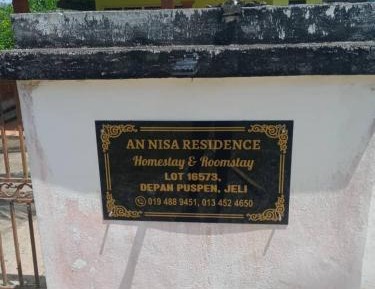 AN NISA RESIDENCE
Homestay & Roomstay
LOT 16573,
DEPAN PUSPEN, JELI
019 488 9451, 013 452 4650